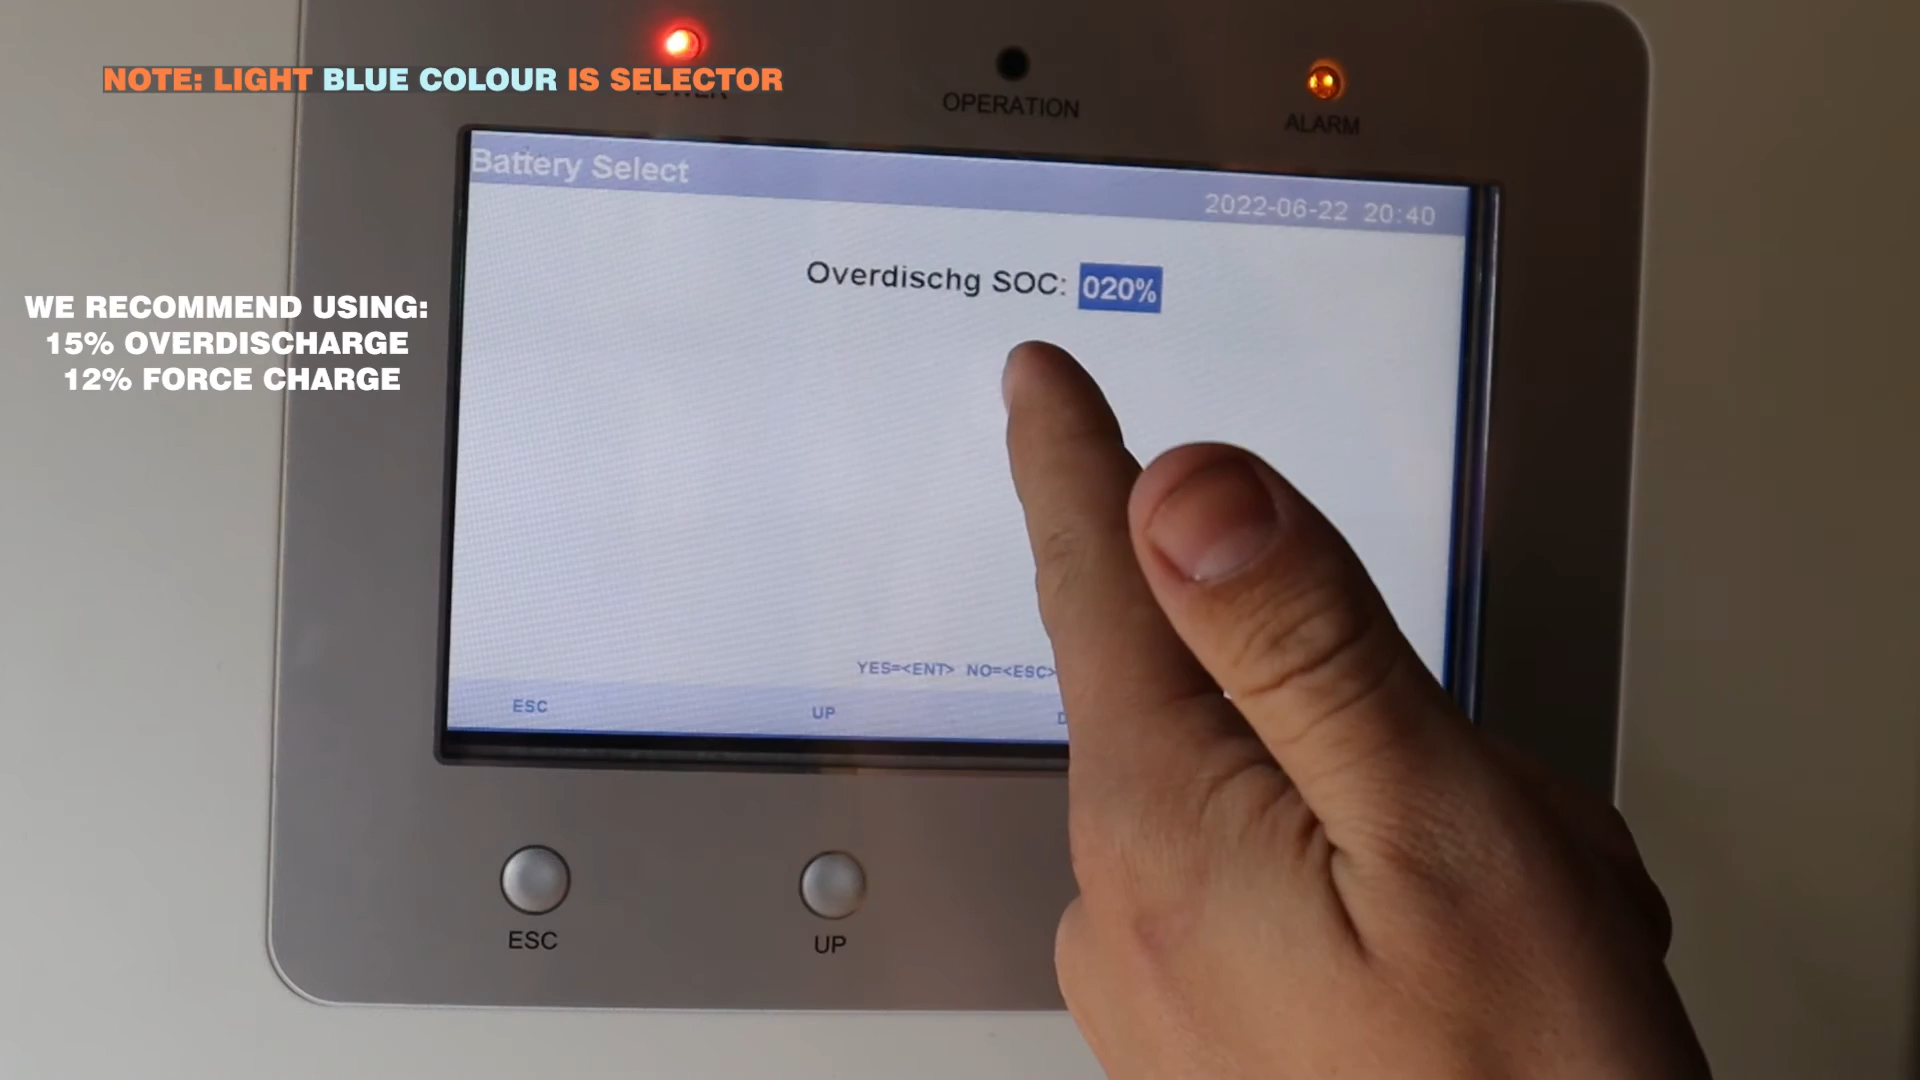 NOTE: LIGHT BLUE COLOUR IS SELECTOR
OPERATION
ALARM
Battery Select
2022-06-22 20:40
Overdischg SOC: 020%
WE RECOMMEND USING:
15% OVERDISCHARGE
12% FORCE CHARGE
YES=<ENT> NO=<ESC>
ESC
UP
ESC
UP